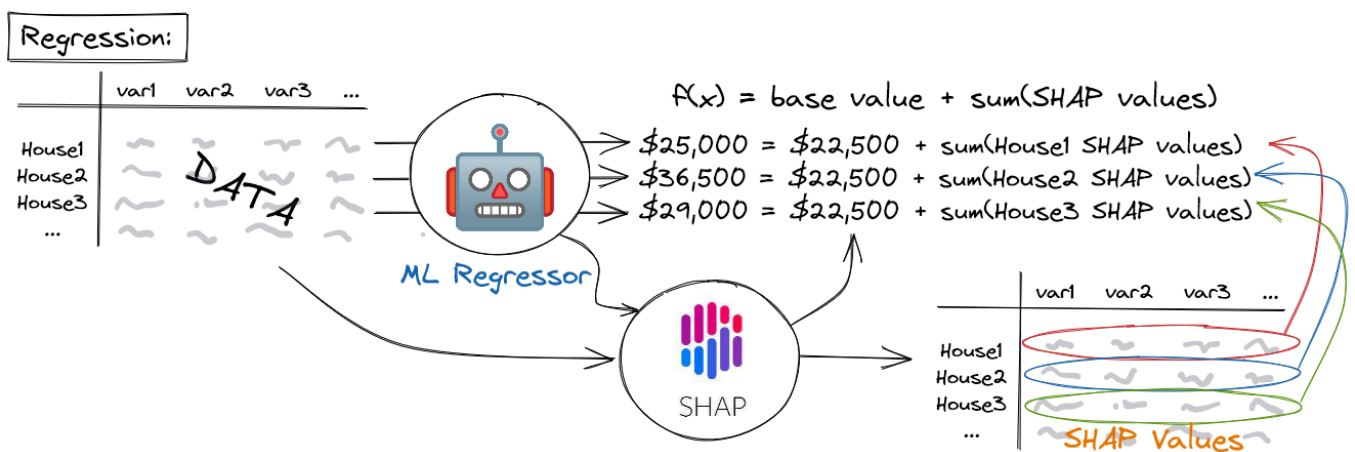 Regression:
var1 var2 var3 ...
House1
House2
House3
...
DATA
ML Regressor
f(x) = base value + sum(SHAP values)
$25,000 = $22,500 + sum(House1 SHAP values)
$36,500 = $22,500 + sum(House2 SHAP values)
$29,000 = $22,500 + sum(House3 SHAP values)
SHAP
var1 var2 var3 ...
House1
House2
House3
...
SHAP Values